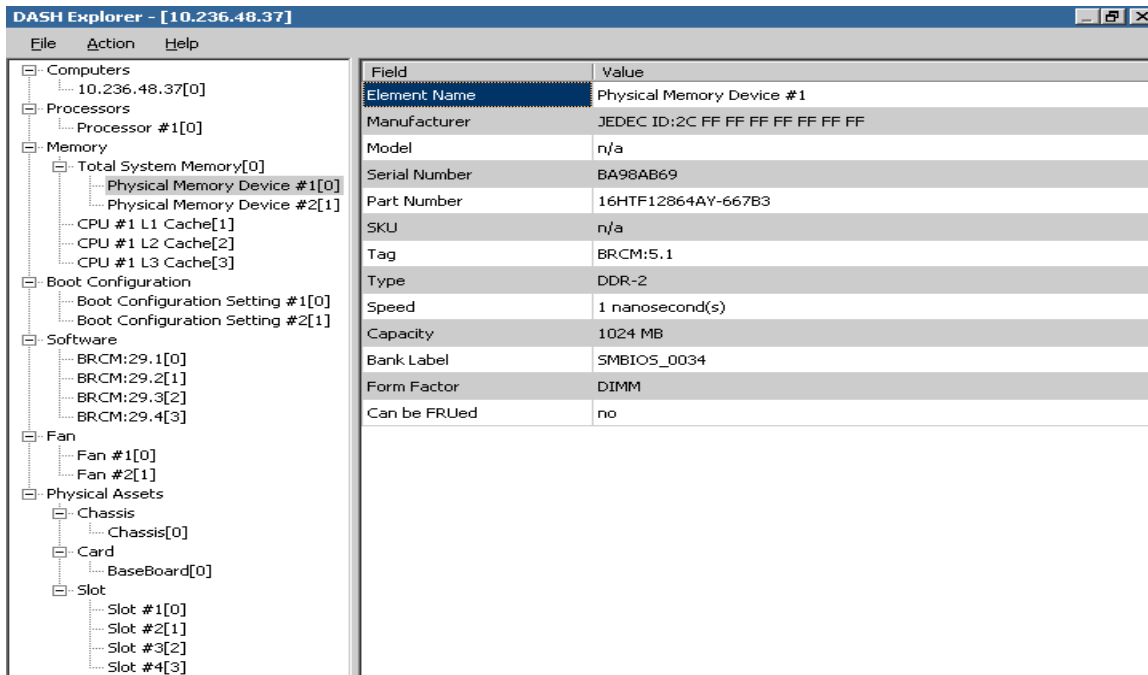 DASH Explorer - [10.236.48.37]
File Action Help
Computers
10.236.48.37[0]
Processors
Processor #1[0]
Memory
Total System Memory[0]
Physical Memory Device #1[0]
Physical Memory Device #2[1]
CPU #1 L1 Cache[1]
CPU #1 L2 Cache[2]
CPU #1 L3 Cache[3]
Boot Configuration
Boot Configuration Setting #1[0]
Boot Configuration Setting #2[1]
Software
BRCM:29.1[0]
BRCM:29.2[1]
BRCM:29.3[2]
BRCM:29.4[3]
Fan
Fan #1[0]
Fan #2[1]
Physical Assets
Chassis
Chassis[0]
Card
BaseBoard[0]
Slot
Slot #1[0]
Slot #2[1]
Slot #3[2]
Slot #4[3]
Field Value
Element Name Physical Memory Device #1
Manufacturer JEDEC ID:2C FF FF FF FF FF FF FF
Model n/a
Serial Number BA98AB69
Part Number 16HTF12864AY-667B3
SKU n/a
Tag BRCM:5.1
Type DDR-2
Speed 1 nanosecond(s)
Capacity 1024 MB
Bank Label SMBIOS_0034
Form Factor DIMM
Can be FRUed no